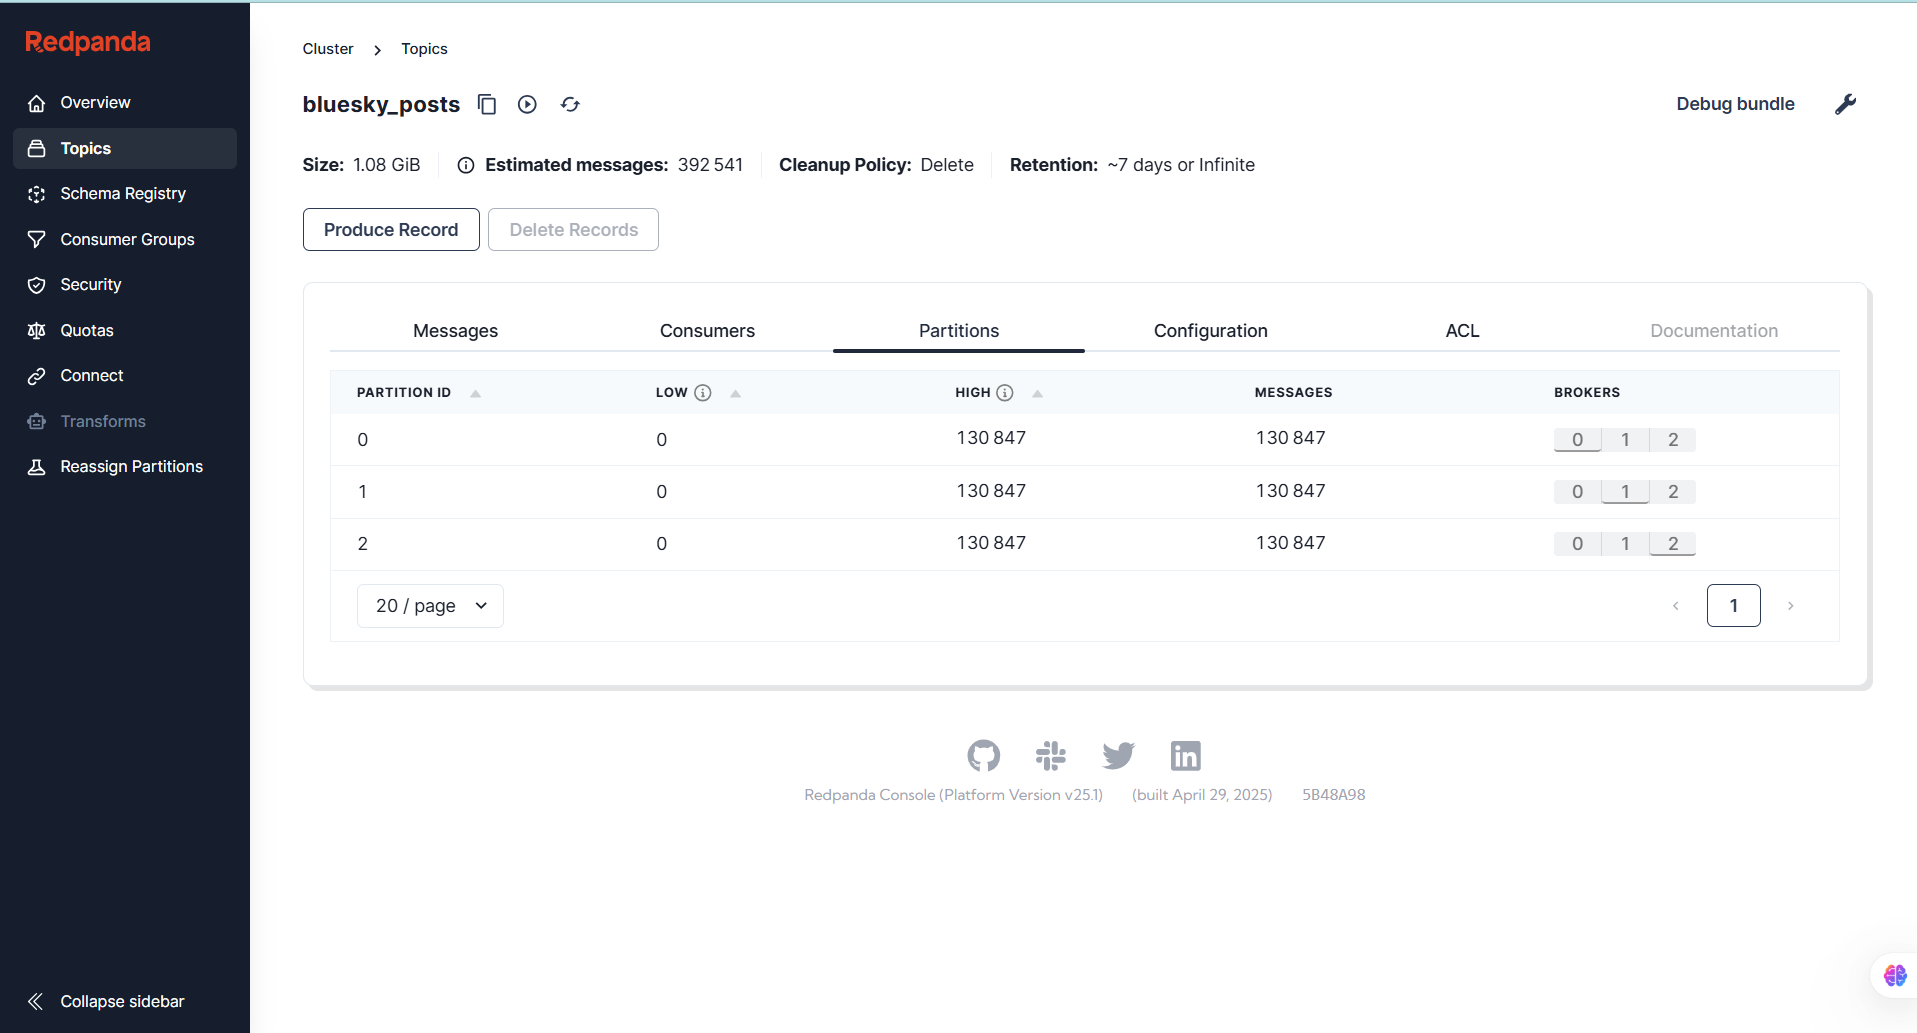 Redpanda
Overview
Topics
Schema Registry
Consumer Groups
Security
Quotas
Connect
Transforms
Reassign Partitions
Collapse sidebar
Cluster > Topics
bluesky_posts
Debug bundle
Size: 1.08 GiB Estimated messages: 392 541 Cleanup Policy: Delete Retention: ~7 days or Infinite
Produce Record Delete Records
Messages Consumers Partitions Configuration ACL Documentation
PARTITION ID LOW HIGH MESSAGES BROKERS
0 0 130 847 130 847 0 1 2
1 0 130 847 130 847 0 1 2
2 0 130 847 130 847 0 1 2
20 / page < 1 >
Redpanda Console (Platform Version v25.1) (built April 29, 2025) 5B48A98